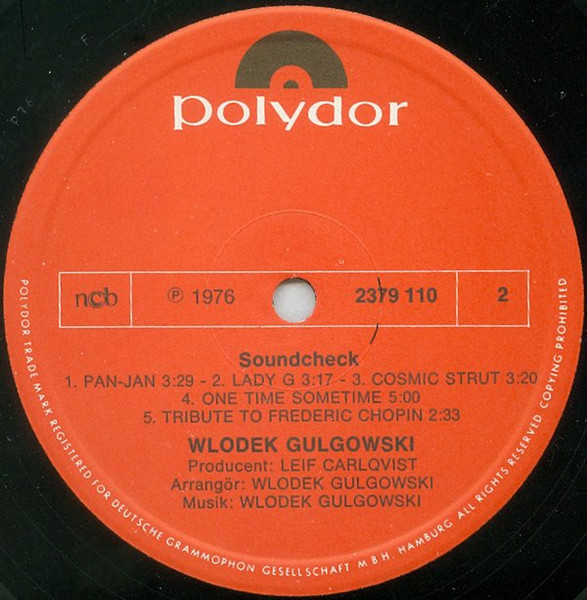 polydor
ncb ℗ 1976 2379 110 2
Soundcheck
1. PAN-JAN 3:29 - 2. LADY G 3:17 - 3. COSMIC STRUT 3:20
4. ONE TIME SOMETIME 5:00
5. TRIBUTE TO FREDERIC CHOPIN 2:33
WLODEK GULGOWSKI
Producent: LEIF CARLQVIST
Arrangör: WLODEK GULGOWSKI
Musik: WLODEK GULGOWSKI
POLYDOR TRADE MARK REGISTERED FOR DEUTSCHE GRAMMOPHON GESELLSCHAFT M B H. HAMBURG ALL RIGHTS RESERVED COPYING PROHIBITED